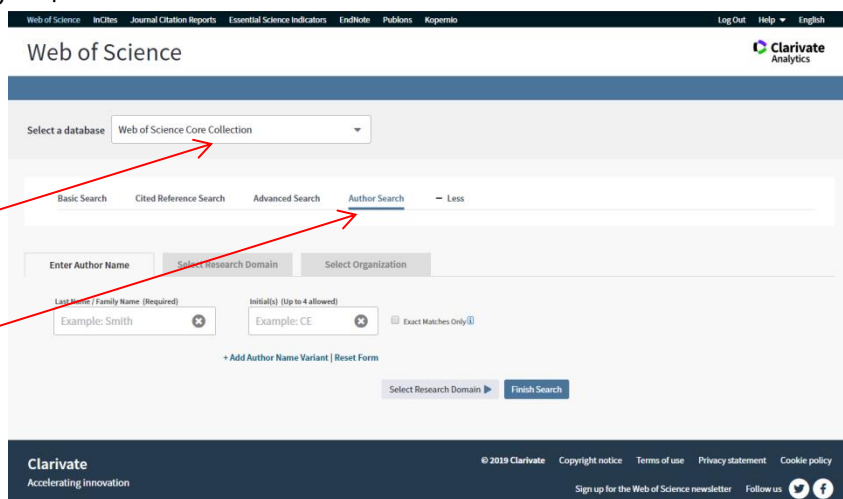 Web of Science InCites Journal Citation Reports Essential Science Indicators EndNote Publons Kopernio Log Out Help English
Web of Science
Clarivate
Analytics
Select a database Web of Science Core Collection
Basic Search Cited Reference Search Advanced Search Author Search − Less
Enter Author Name Select Research Domain Select Organization
Last Name / Family Name (Required) Initial(s) (Up to 4 allowed)
Example: Smith Example: CE Exact Matches Only
+ Add Author Name Variant | Reset Form
Select Research Domain Finish Search
Clarivate
Accelerating innovation
© 2019 Clarivate Copyright notice Terms of use Privacy statement Cookie policy
Sign up for the Web of Science newsletter Follow us